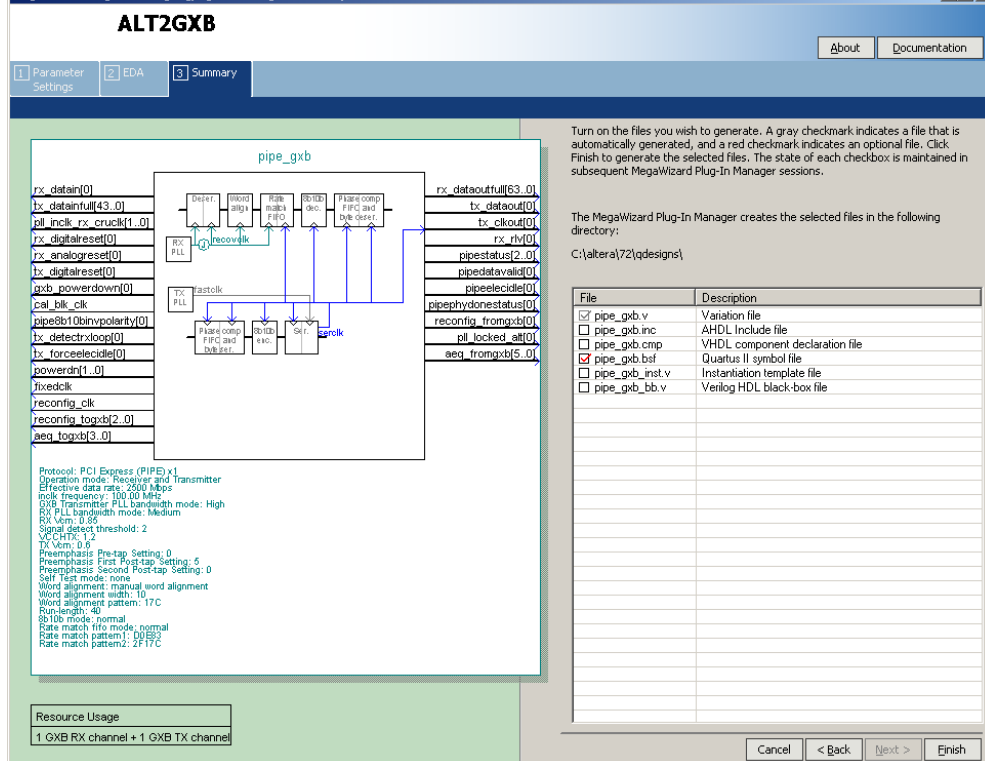 ALT2GXB
About
Documentation
1 Parameter Settings
2 EDA
3 Summary
pipe_gxb
rx_datain[0]
tx_datainfull[43..0]
pll_inclk_rx_cruclk[1..0]
rx_digitalreset[0]
rx_analogreset[0]
tx_digitalreset[0]
gxb_powerdown[0]
cal_blk_clk
pipe8b10binvpolarity[0]
tx_detectrxloop[0]
tx_forceelecidle[0]
powerdn[1..0]
fixedclk
reconfig_clk
reconfig_togxb[2..0]
aeq_togxb[3..0]
Deser.
Word align
Rate match FIFO
8b10b dec.
Phase comp FIFO and byte deser.
RX PLL
recovclk
TX PLL
fastclk
Phase comp FIFO and byte ser.
8b10b enc.
Ser.
serclk
rx_dataoutfull[63..0]
tx_dataout[0]
tx_clkout[0]
rx_rlv[0]
pipestatus[2..0]
pipedatavalid[0]
pipeelecidle[0]
pipephydonestatus[0]
reconfig_fromgxb[0]
pll_locked_alt[0]
aeq_fromgxb[5..0]
Protocol: PCI Express (PIPE) x1
Operation mode: Receiver and Transmitter
Effective data rate: 2500 Mbps
inclk frequency: 100.00 MHz
GXB Transmitter PLL bandwidth mode: High
RX PLL bandwidth mode: Medium
RX Vcm: 0.85
Signal detect threshold: 2
VCCHTX: 1.2
TX Vcm: 0.6
Preemphasis Pre-tap Setting: 0
Preemphasis First Post-tap Setting: 5
Preemphasis Second Post-tap Setting: 0
Self Test mode: none
Word alignment: manual word alignment
Word alignment width: 10
Word alignment pattern: 17C
Run-length: 40
8b10b mode: normal
Rate match fifo mode: normal
Rate match pattern1: D0E83
Rate match pattern2: 2F17C
Resource Usage
1 GXB RX channel + 1 GXB TX channel
Turn on the files you wish to generate. A gray checkmark indicates a file that is
automatically generated, and a red checkmark indicates an optional file. Click
Finish to generate the selected files. The state of each checkbox is maintained in
subsequent MegaWizard Plug-In Manager sessions.
The MegaWizard Plug-In Manager creates the selected files in the following
directory:
C:\altera\72\qdesigns\
File Description
pipe_gxb.v Variation file
pipe_gxb.inc AHDL Include file
pipe_gxb.cmp VHDL component declaration file
pipe_gxb.bsf Quartus II symbol file
pipe_gxb_inst.v Instantiation template file
pipe_gxb_bb.v Verilog HDL black-box file
Cancel
< Back
Next >
Finish